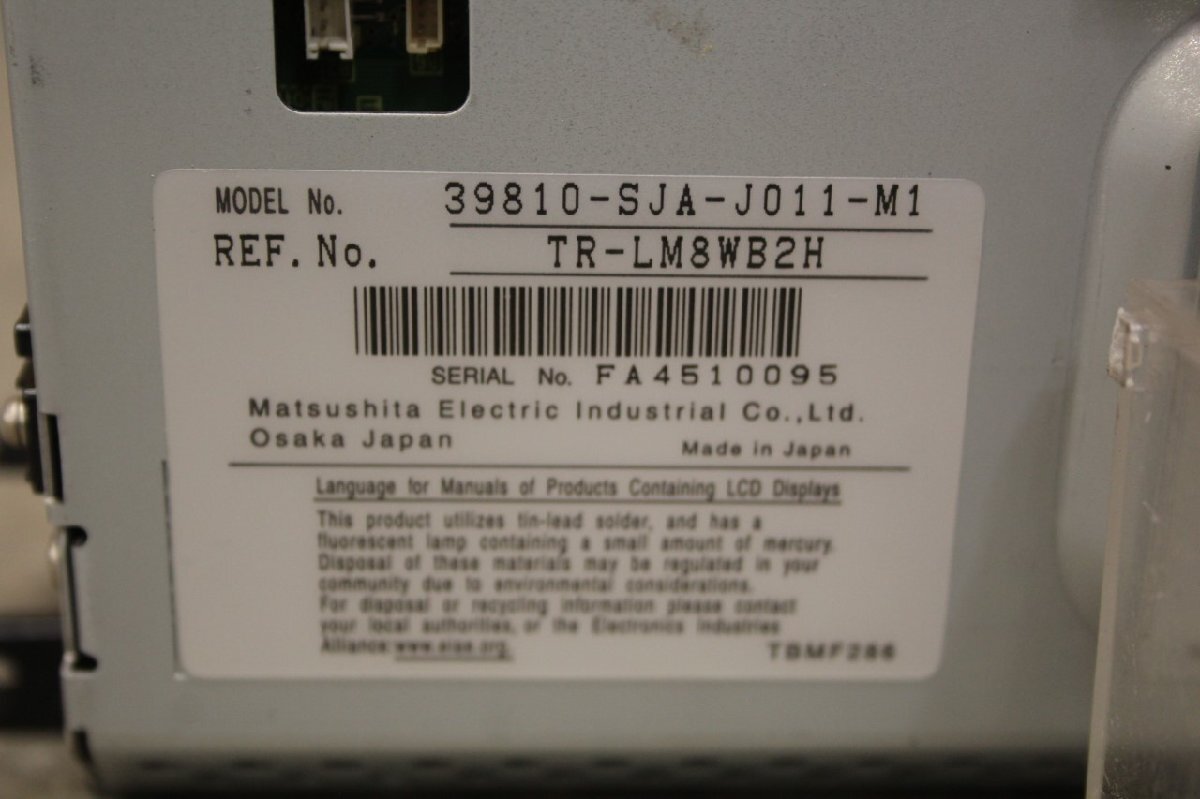 MODEL No. 39810-SJA-J011-M1
REF. No. TR-LM8WB2H
SERIAL No. FA4510095
Matsushita Electric Industrial Co.,Ltd.
Osaka Japan Made in Japan
Language for Manuals of Products Containing LCD Displays
This product utilizes tin-lead solder, and has a
fluorescent lamp containing a small amount of mercury.
Disposal of these materials may be regulated in your
community due to environmental considerations.
For disposal or recycling information please contact
your local authorities, or the Electronics Industries
Alliance: www.eiae.org.
TBMF286